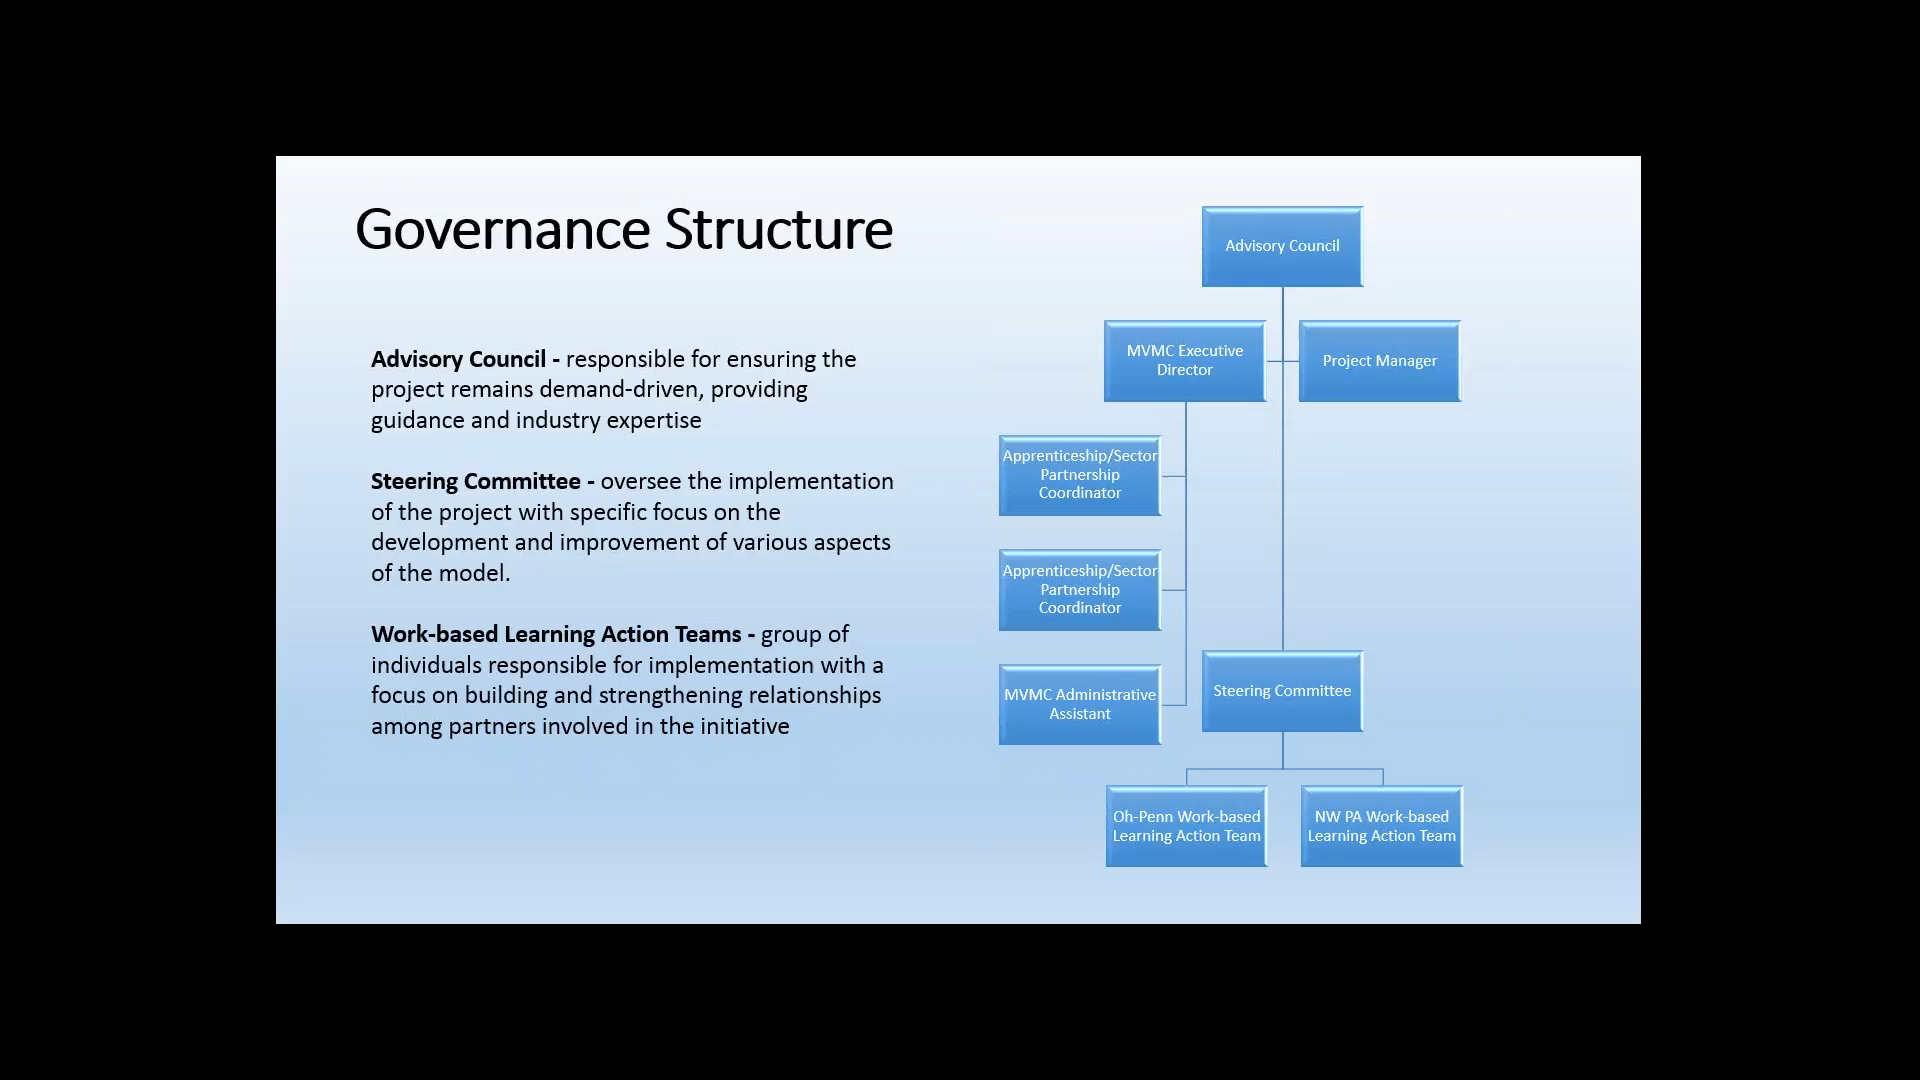 Governance Structure
Advisory Council - responsible for ensuring the
project remains demand-driven, providing
guidance and industry expertise
Steering Committee - oversee the implementation
of the project with specific focus on the
development and improvement of various aspects
of the model.
Work-based Learning Action Teams - group of
individuals responsible for implementation with a
focus on building and strengthening relationships
among partners involved in the initiative
Advisory Council
MVMC Executive
Director
Project Manager
Apprenticeship/Sector
Partnership
Coordinator
Apprenticeship/Sector
Partnership
Coordinator
MVMC Administrative
Assistant
Steering Committee
Oh-Penn Work-based
Learning Action Team
NW PA Work-based
Learning Action Team